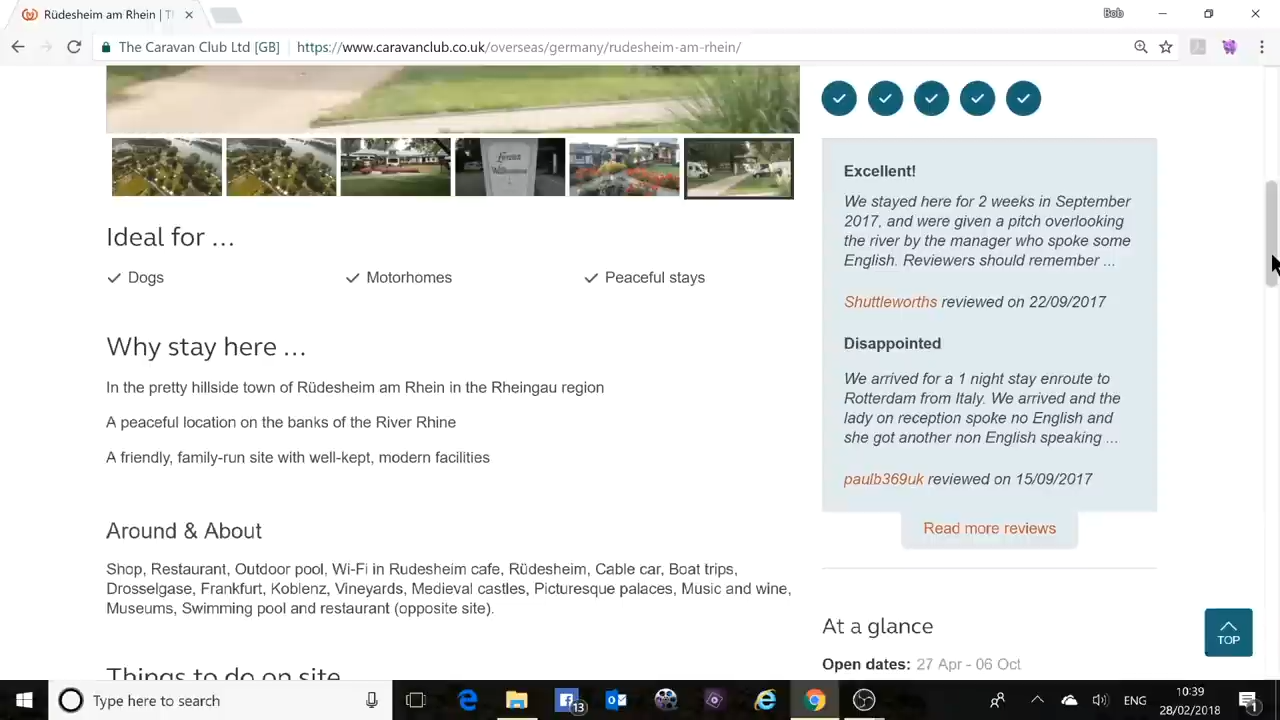 Rüdesheim am Rhein | T
Bob
The Caravan Club Ltd [GB]
https://www.caravanclub.co.uk/overseas/germany/rudesheim-am-rhein/
Ideal for ...
Dogs
Motorhomes
Peaceful stays
Why stay here ...
In the pretty hillside town of Rüdesheim am Rhein in the Rheingau region
A peaceful location on the banks of the River Rhine
A friendly, family-run site with well-kept, modern facilities
Around & About
Shop, Restaurant, Outdoor pool, Wi-Fi in Rudesheim cafe, Rüdesheim, Cable car, Boat trips,
Drosselgase, Frankfurt, Koblenz, Vineyards, Medieval castles, Picturesque palaces, Music and wine,
Museums, Swimming pool and restaurant (opposite site).
Things to do on site
Excellent!
We stayed here for 2 weeks in September
2017, and were given a pitch overlooking
the river by the manager who spoke some
English. Reviewers should remember ...
Shuttleworths reviewed on 22/09/2017
Disappointed
We arrived for a 1 night stay enroute to
Rotterdam from Italy. We arrived and the
lady on reception spoke no English and
she got another non English speaking ...
paulb369uk reviewed on 15/09/2017
Read more reviews
At a glance
Open dates: 27 Apr - 06 Oct
TOP
Type here to search
13
ENG
10:39
28/02/2018
1